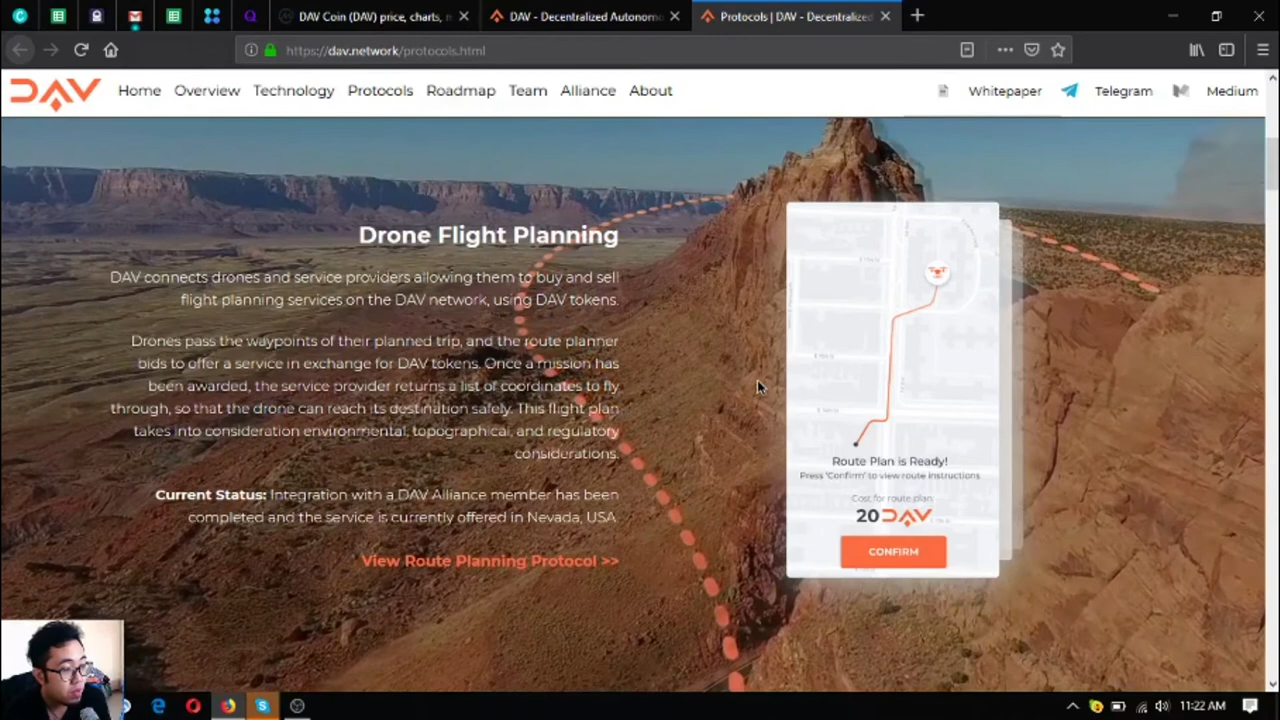 DAV Coin (DAV) price, charts, m
DAV - Decentralized Autonomo
Protocols | DAV - Decentralized
https://dav.network/protocols.html
DAV Home Overview Technology Protocols Roadmap Team Alliance About Whitepaper Telegram Medium
Drone Flight Planning
DAV connects drones and service providers allowing them to buy and sell
flight planning services on the DAV network, using DAV tokens.
Drones pass the waypoints of their planned trip, and the route planner
bids to offer a service in exchange for DAV tokens. Once a mission has
been awarded, the service provider returns a list of coordinates to fly
through, so that the drone can reach its destination safely. This flight plan
takes into consideration environmental, topographical, and regulatory
considerations.
Current Status: Integration with a DAV Alliance member has been
completed and the service is currently offered in Nevada, USA.
View Route Planning Protocol >>
Route Plan is Ready!
Press 'Confirm' to view route instructions
Cost for route plan:
20 DAV
CONFIRM
11:22 AM